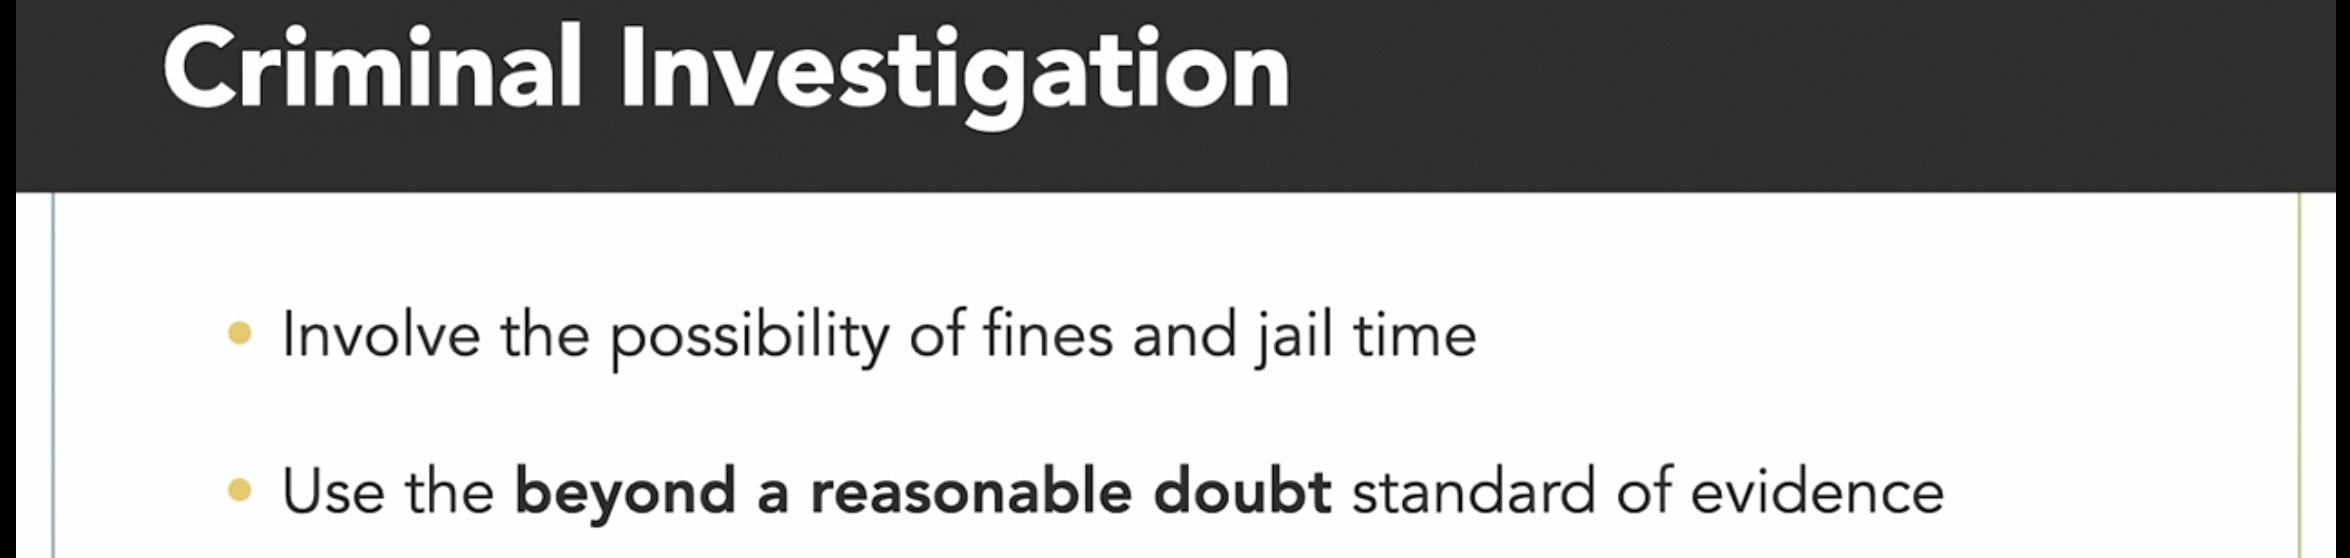 Criminal Investigation
• Involve the possibility of fines and jail time
• Use the beyond a reasonable doubt standard of evidence